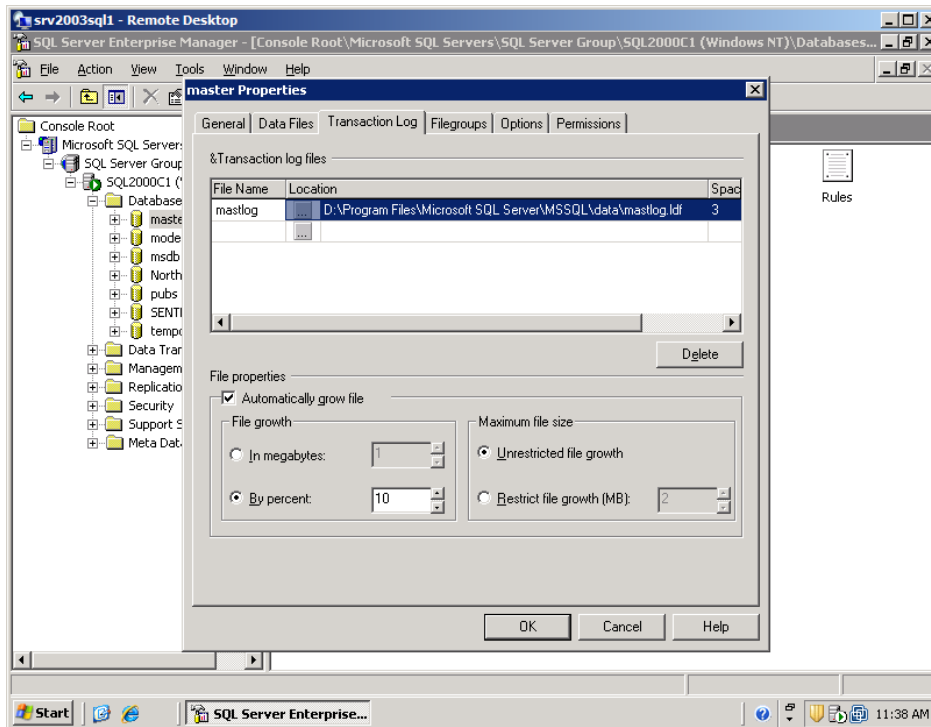 srv2003sql1 - Remote Desktop
SQL Server Enterprise Manager - [Console Root\Microsoft SQL Servers\SQL Server Group\SQL2000C1 (Windows NT)\Databases...
File Action View Tools Window Help
master Properties
Console Root
Microsoft SQL Server
SQL Server Group
SQL2000C1 ('
Database
maste
mode
msdb
North
pubs
SENTI
tempo
Data Tran
Managem
Replicatio
Security
Support S
Meta Dat
General Data Files Transaction Log Filegroups Options Permissions
&Transaction log files
File Name Location Spac
mastlog ... D:\Program Files\Microsoft SQL Server\MSSQL\data\mastlog.ldf 3
...
Delete
File properties
Automatically grow file
File growth
In megabytes: 1
By percent: 10
Maximum file size
Unrestricted file growth
Restrict file growth (MB): 2
OK Cancel Help
Rules
Start SQL Server Enterprise... 11:38 AM